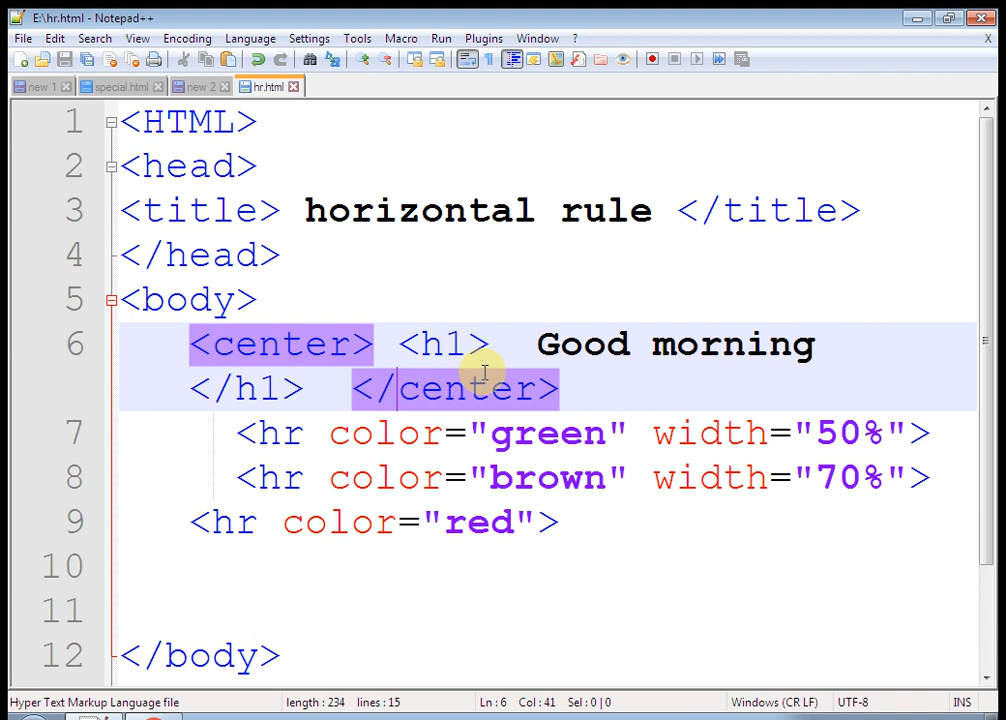 E:\hr.html - Notepad++
File Edit Search View Encoding Language Settings Tools Macro Run Plugins Window ? X
new 1 special.html new 2 hr.html
1 <HTML>
2 <head>
3 <title> horizontal rule </title>
4 </head>
5 <body>
6 <center> <h1> Good morning
</h1> </center>
7 <hr color="green" width="50%">
8 <hr color="brown" width="70%">
9 <hr color="red">
10
11
12 </body>
Hyper Text Markup Language file length : 234 lines : 15 Ln : 6 Col : 41 Sel : 0 | 0 Windows (CR LF) UTF-8 INS